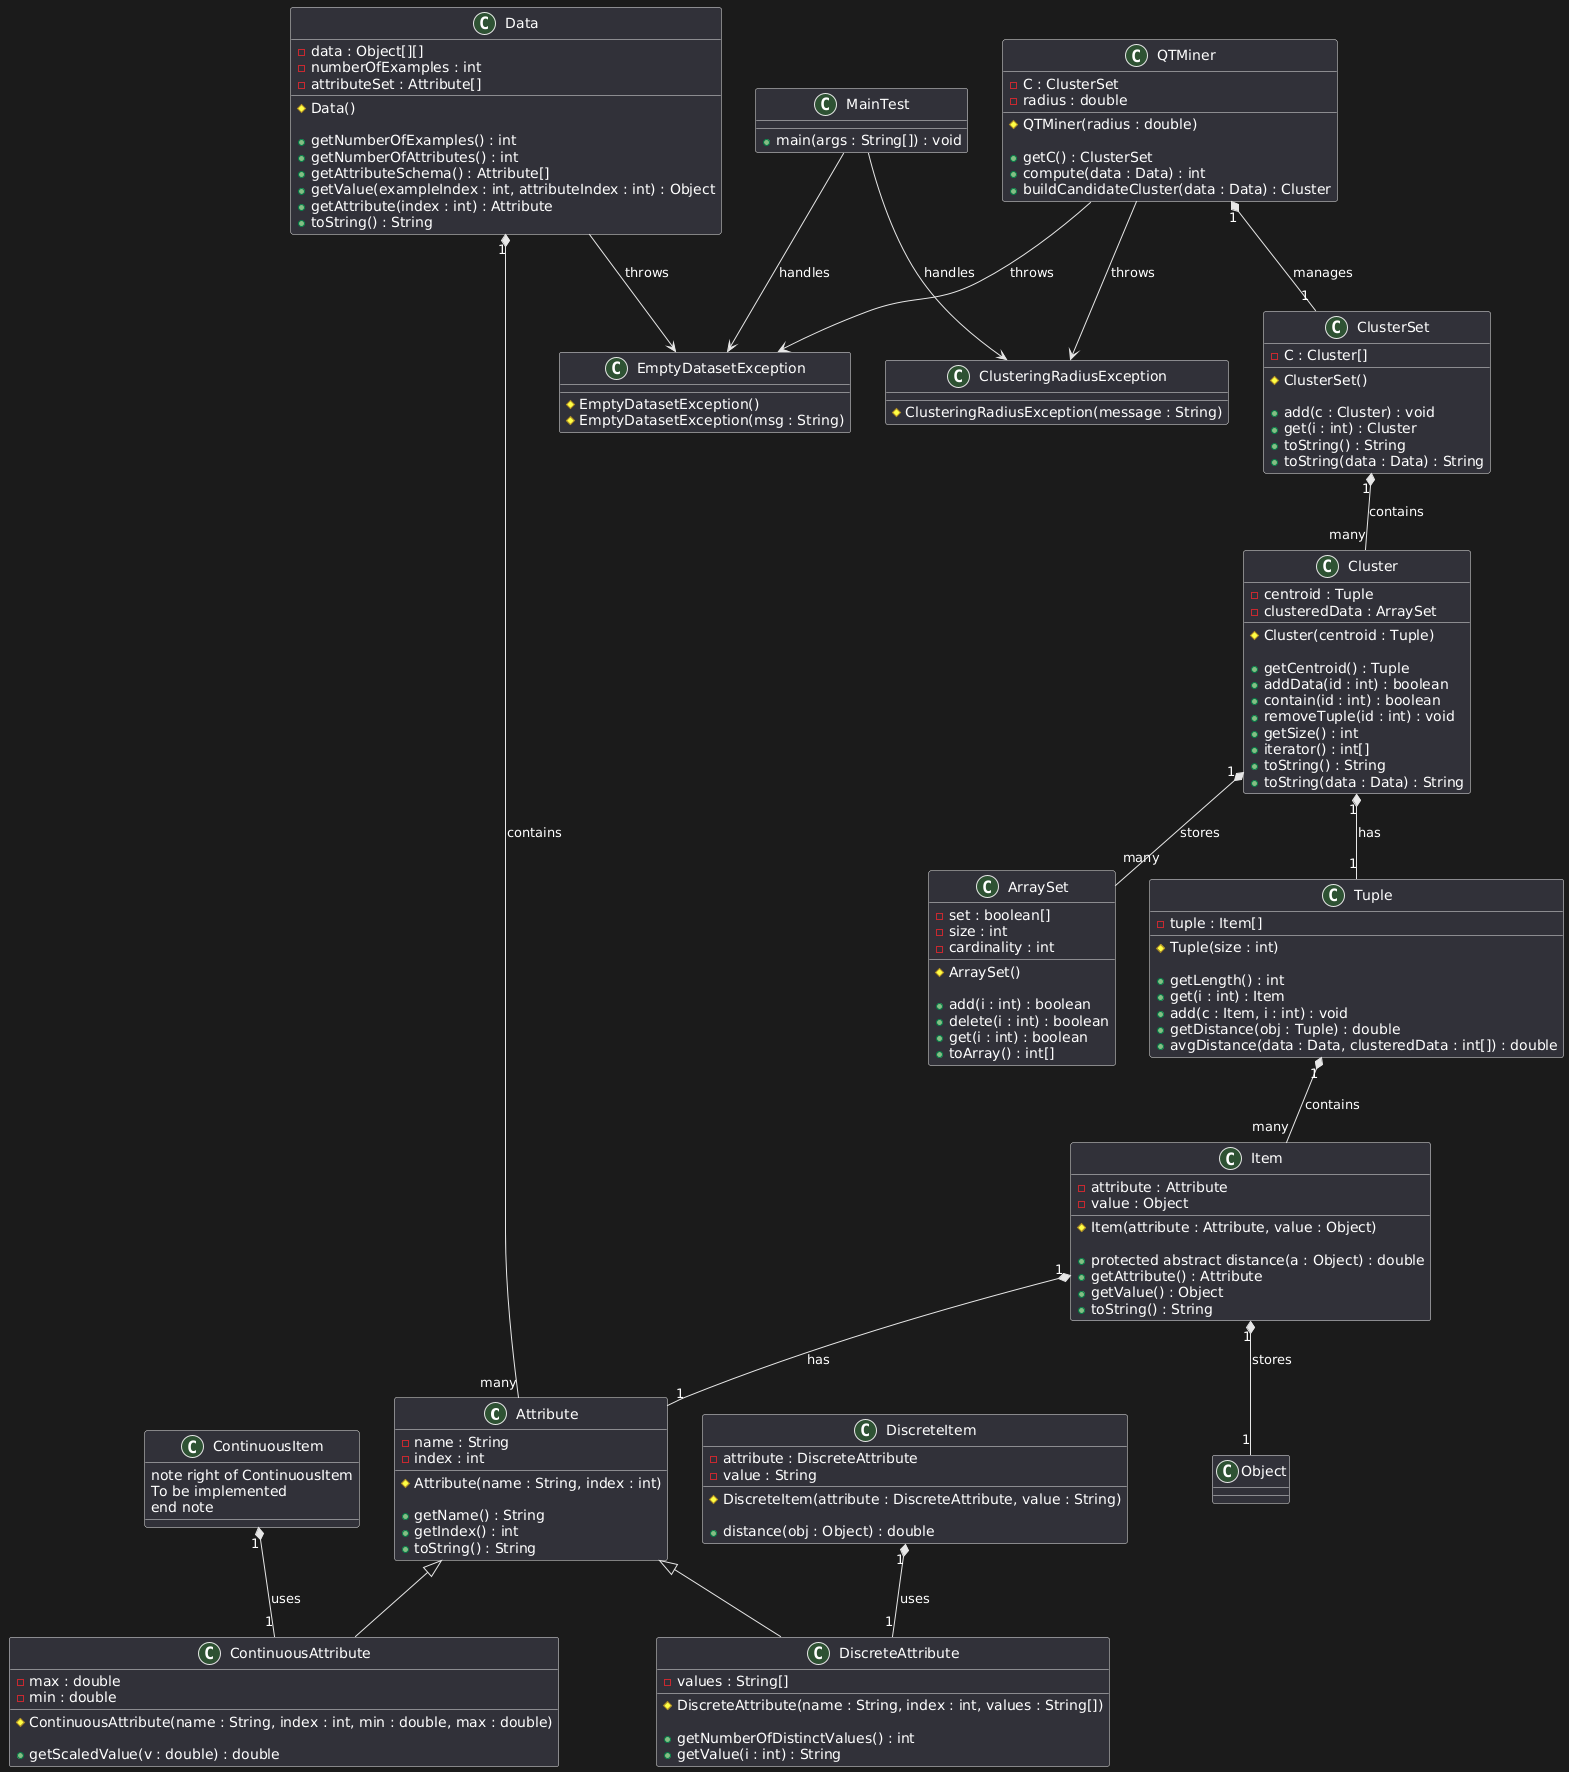 C Data
data : Object[][]
numberOfExamples : int
attributeSet : Attribute[]
Data()
getNumberOfExamples() : int
getNumberOfAttributes() : int
getAttributeSchema() : Attribute[]
getValue(exampleIndex : int, attributeIndex : int) : Object
getAttribute(index : int) : Attribute
toString() : String
C MainTest
main(args : String[]) : void
C QTMiner
C : ClusterSet
radius : double
QTMiner(radius : double)
getC() : ClusterSet
compute(data : Data) : int
buildCandidateCluster(data : Data) : Cluster
1
1
throws
handles
handles
throws
throws
manages
1
C EmptyDatasetException
EmptyDatasetException()
EmptyDatasetException(msg : String)
C ClusteringRadiusException
ClusteringRadiusException(message : String)
C ClusterSet
C : Cluster[]
ClusterSet()
add(c : Cluster) : void
get(i : int) : Cluster
toString() : String
toString(data : Data) : String
1
contains
many
C Cluster
centroid : Tuple
clusteredData : ArraySet
Cluster(centroid : Tuple)
getCentroid() : Tuple
addData(id : int) : boolean
contain(id : int) : boolean
removeTuple(id : int) : void
getSize() : int
iterator() : int[]
toString() : String
toString(data : Data) : String
1
1
contains
stores
has
many
1
C ArraySet
set : boolean[]
size : int
cardinality : int
ArraySet()
add(i : int) : boolean
delete(i : int) : boolean
get(i : int) : boolean
toArray() : int[]
C Tuple
tuple : Item[]
Tuple(size : int)
getLength() : int
get(i : int) : Item
add(c : Item, i : int) : void
getDistance(obj : Tuple) : double
avgDistance(data : Data, clusteredData : int[]) : double
1
contains
many
C Item
attribute : Attribute
value : Object
Item(attribute : Attribute, value : Object)
protected abstract distance(a : Object) : double
getAttribute() : Attribute
getValue() : Object
toString() : String
1
1
has
stores
many
1
1
C ContinuousItem
note right of ContinuousItem
To be implemented
end note
C Attribute
name : String
index : int
Attribute(name : String, index : int)
getName() : String
getIndex() : int
toString() : String
C DiscreteItem
attribute : DiscreteAttribute
value : String
DiscreteItem(attribute : DiscreteAttribute, value : String)
distance(obj : Object) : double
C Object
1
1
uses
uses
1
1
C ContinuousAttribute
max : double
min : double
ContinuousAttribute(name : String, index : int, min : double, max : double)
getScaledValue(v : double) : double
C DiscreteAttribute
values : String[]
DiscreteAttribute(name : String, index : int, values : String[])
getNumberOfDistinctValues() : int
getValue(i : int) : String